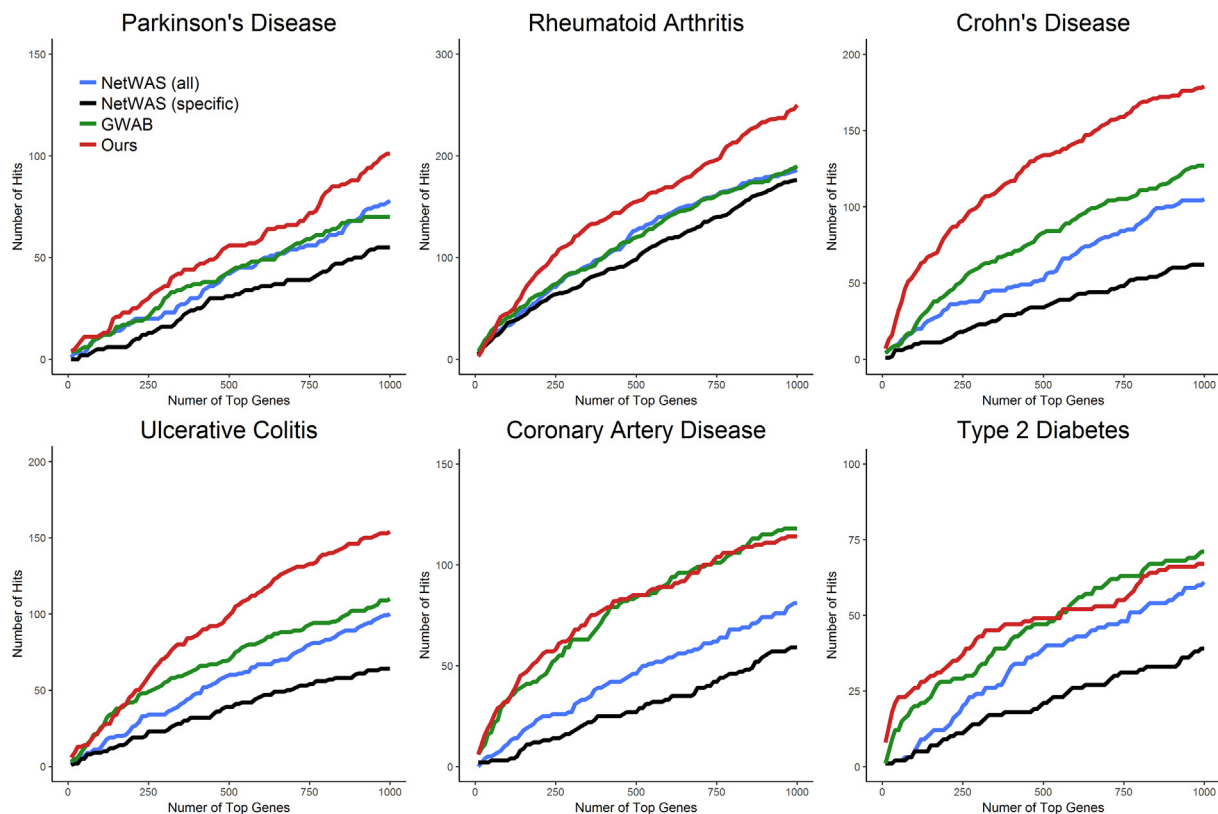 Parkinson's Disease
150
100
50
0
Number of Hits
NetWAS (all)
NetWAS (specific)
GWAB
Ours
0 250 500 750 1000
Numer of Top Genes
Rheumatoid Arthritis
300
200
100
0
Number of Hits
0 250 500 750 1000
Numer of Top Genes
Crohn's Disease
200
150
100
50
0
Number of Hits
0 250 500 750 1000
Numer of Top Genes
Ulcerative Colitis
200
150
100
50
0
Number of Hits
0 250 500 750 1000
Numer of Top Genes
Coronary Artery Disease
150
100
50
0
Number of Hits
0 250 500 750 1000
Numer of Top Genes
Type 2 Diabetes
100
75
50
25
0
Number of Hits
0 250 500 750 1000
Numer of Top Genes